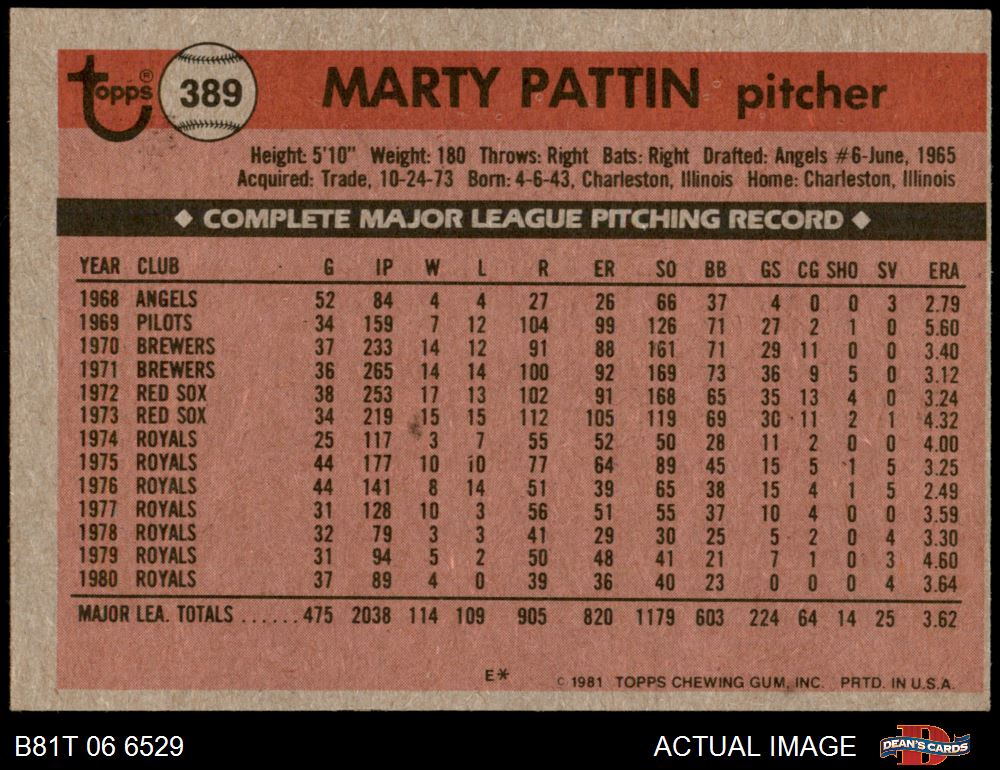 topps® 389 MARTY PATTIN pitcher
Height: 5'10" Weight: 180 Throws: Right Bats: Right Drafted: Angels #6-June, 1965
Acquired: Trade, 10-24-73 Born: 4-6-43, Charleston, Illinois Home: Charleston, Illinois
◆ COMPLETE MAJOR LEAGUE PITCHING RECORD ◆
YEAR CLUB G IP W L R ER SO BB GS CG SHO SV ERA
1968 ANGELS 52 84 4 4 27 26 66 37 4 0 0 3 2.79
1969 PILOTS 34 159 7 12 104 99 126 71 27 2 1 0 5.60
1970 BREWERS 37 233 14 12 91 88 161 71 29 11 0 0 3.40
1971 BREWERS 36 265 14 14 100 92 169 73 36 9 5 0 3.12
1972 RED SOX 38 253 17 13 102 91 168 65 35 13 4 0 3.24
1973 RED SOX 34 219 15 15 112 105 119 69 30 11 2 1 4.32
1974 ROYALS 25 117 3 7 55 52 50 28 11 2 0 0 4.00
1975 ROYALS 44 177 10 10 77 64 89 45 15 5 1 5 3.25
1976 ROYALS 44 141 8 14 51 39 65 38 15 4 1 5 2.49
1977 ROYALS 31 128 10 3 56 51 55 37 10 4 0 0 3.59
1978 ROYALS 32 79 3 3 41 29 30 25 5 2 0 4 3.30
1979 ROYALS 31 94 5 2 50 48 41 21 7 1 0 3 4.60
1980 ROYALS 37 89 4 0 39 36 40 23 0 0 0 4 3.64
MAJOR LEA. TOTALS ...... 475 2038 114 109 905 820 1179 603 224 64 14 25 3.62
E* © 1981 TOPPS CHEWING GUM, INC. PRTD. IN U.S.A.
B81T 06 6529 ACTUAL IMAGE DEAN'S CARDS